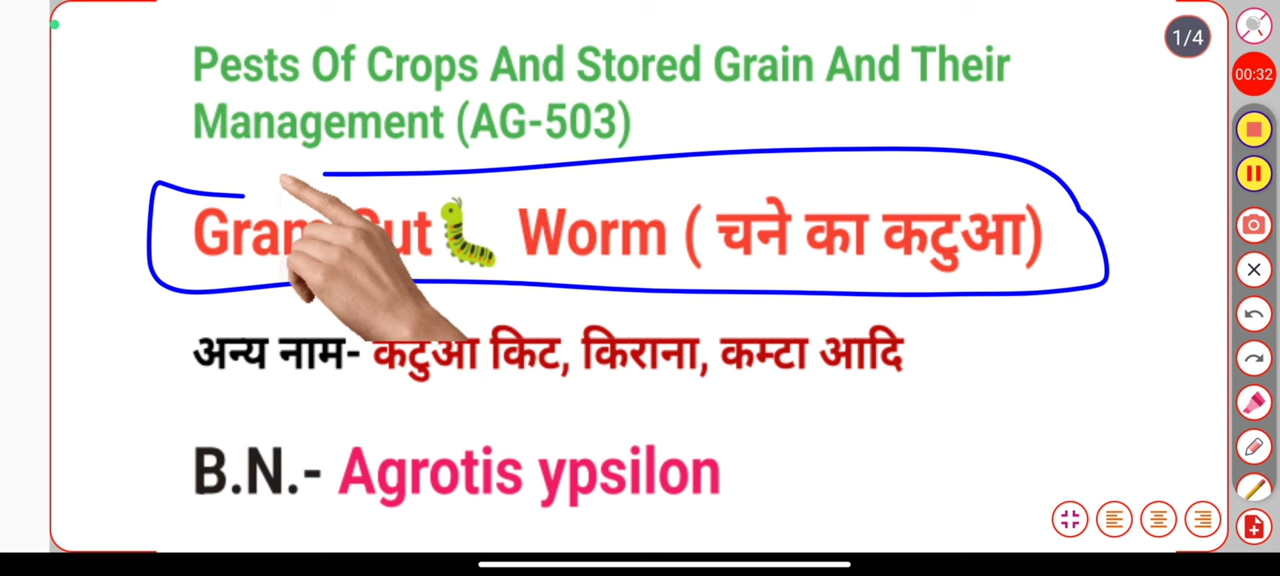 Pests Of Crops And Stored Grain And Their
Management (AG-503)
Worm ( चने का कटुआ)
अन्य नाम- कटुआ किट, किराना, कम्टा आदि
B.N.- Agrotis ypsilon
1/4
00:32